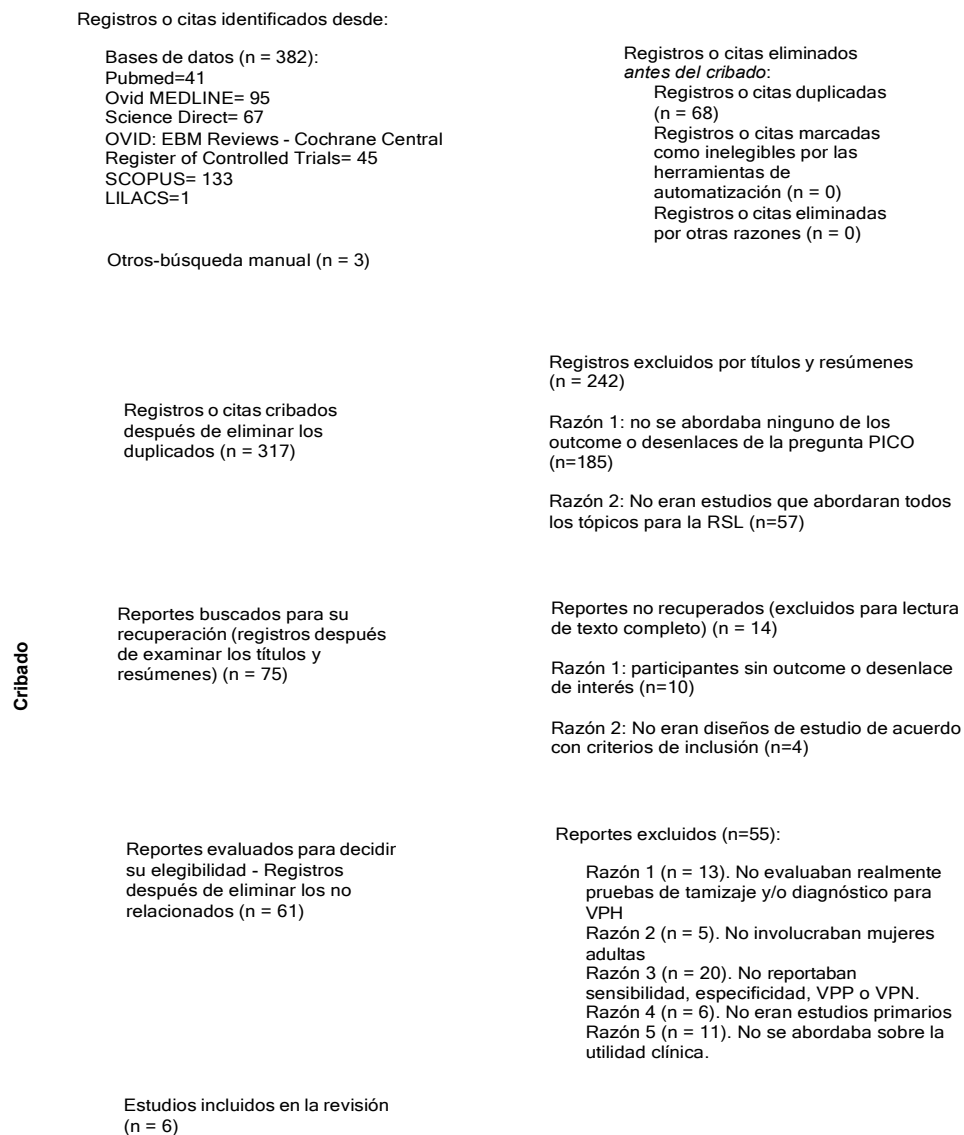 Registros o citas identificados desde:
Bases de datos (n = 382):
Pubmed=41
Ovid MEDLINE= 95
Science Direct= 67
OVID: EBM Reviews - Cochrane Central
Register of Controlled Trials= 45
SCOPUS= 133
LILACS=1
Otros-búsqueda manual (n = 3)
Registros o citas eliminados
antes del cribado:
Registros o citas duplicadas
(n = 68)
Registros o citas marcadas
como inelegibles por las
herramientas de
automatización (n = 0)
Registros o citas eliminadas
por otras razones (n = 0)
Registros o citas cribados
después de eliminar los
duplicados (n = 317)
Registros excluidos por títulos y resúmenes
(n = 242)
Razón 1: no se abordaba ninguno de los
outcome o desenlaces de la pregunta PICO
(n=185)
Razón 2: No eran estudios que abordaran todos
los tópicos para la RSL (n=57)
Cribado
Reportes buscados para su
recuperación (registros después
de examinar los títulos y
resúmenes) (n = 75)
Reportes no recuperados (excluidos para lectura
de texto completo) (n = 14)
Razón 1: participantes sin outcome o desenlace
de interés (n=10)
Razón 2: No eran diseños de estudio de acuerdo
con criterios de inclusión (n=4)
Reportes evaluados para decidir
su elegibilidad - Registros
después de eliminar los no
relacionados (n = 61)
Reportes excluidos (n=55):
Razón 1 (n = 13). No evaluaban realmente
pruebas de tamizaje y/o diagnóstico para
VPH
Razón 2 (n = 5). No involucraban mujeres
adultas
Razón 3 (n = 20). No reportaban
sensibilidad, especificidad, VPP o VPN.
Razón 4 (n = 6). No eran estudios primarios
Razón 5 (n = 11). No se abordaba sobre la
utilidad clínica.
Estudios incluidos en la revisión
(n = 6)